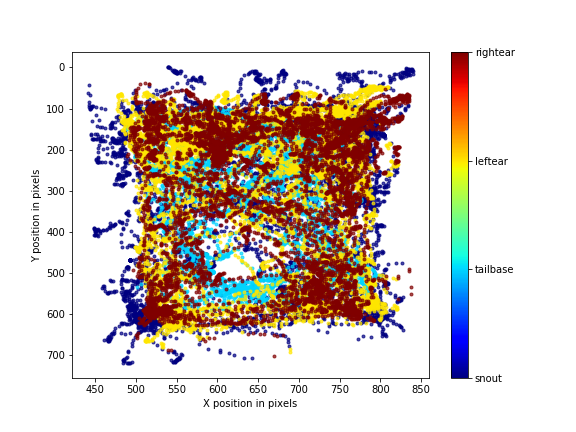 0
100
200
300
400
500
600
700
Y position in pixels
450 500 550 600 650 700 750 800 850
X position in pixels
rightear
leftear
tailbase
snout